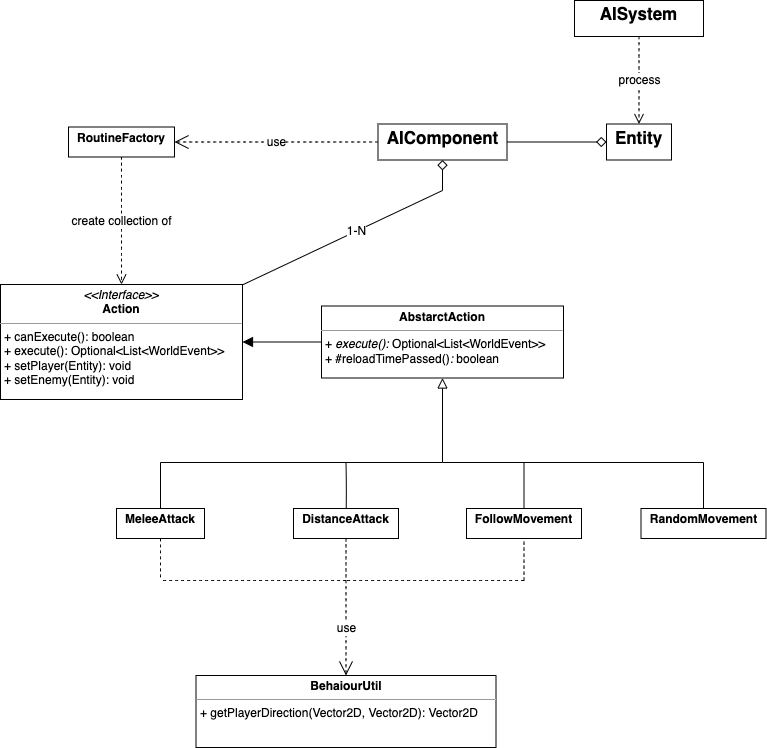 AISystem
process
RoutineFactory
use
AIComponent
Entity
create collection of
1-N
<<Interface>>
Action
+ canExecute(): boolean
+ execute(): Optional<List<WorldEvent>>
+ setPlayer(Entity): void
+ setEnemy(Entity): void
AbstarctAction
+ execute(): Optional<List<WorldEvent>>
+ #reloadTimePassed(): boolean
MeleeAttack
DistanceAttack
FollowMovement
RandomMovement
use
BehaiourUtil
+ getPlayerDirection(Vector2D, Vector2D): Vector2D